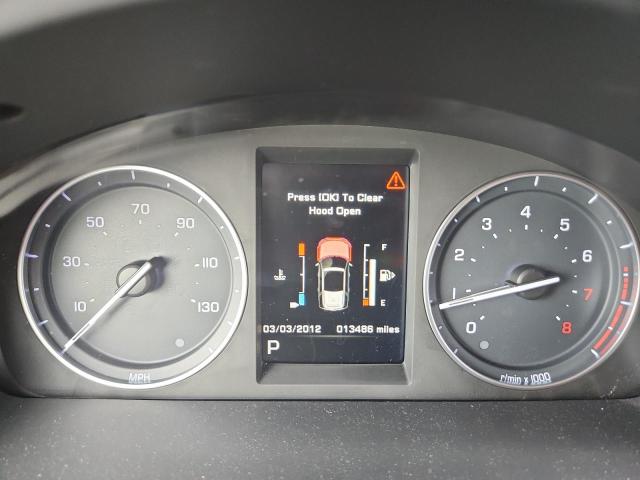 Press [OK] To Clear
Hood Open
F
E
03/03/2012 013486 miles
P
10 30 50 70 90 110 130
MPH
0 1 2 3 4 5 6 7 8
r/min x 1000